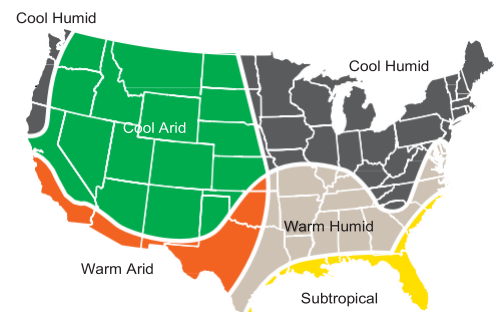 Cool Humid
Cool Humid
Cool Arid
Warm Humid
Warm Arid
Subtropical